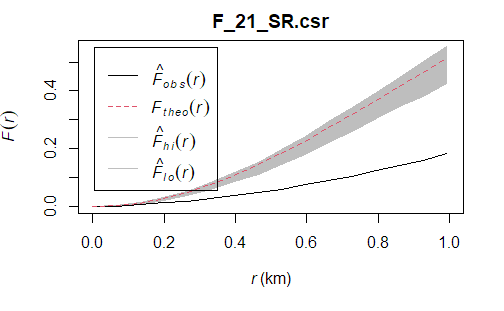 F_21_SR.csr
F̂obs(r)
Ftheo(r)
F̂hi(r)
F̂lo(r)
F(r)
0.0
0.2
0.4
0.0 0.2 0.4 0.6 0.8 1.0
r (km)